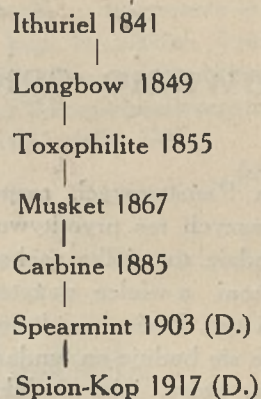 Ithuriel 1841
Longbow 1849
Toxophilite 1855
Musket 1867
Carbine 1885
Spearmint 1903 (D.)
Spion-Kop 1917 (D.)